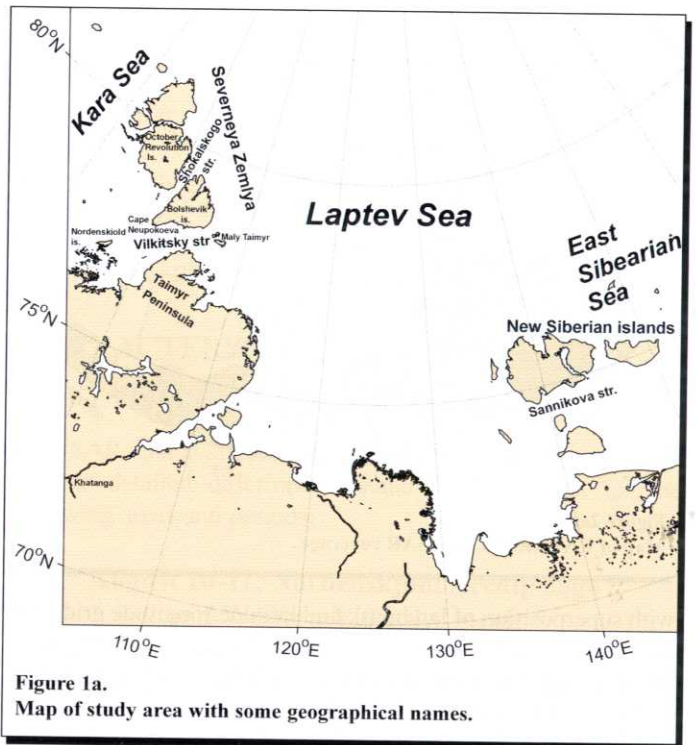 80°N
Kara Sea
Severneya Zemlya
October
Revolution
Is.
Shokalskogo
str.
Laptev Sea
Bolshevik
is.
Cape
Neupokoeva
Nordenskiold
is.
Vilkitsky str
Maly Taimyr
East
Sibearian
Sea
Taimyr
Peninsula
75°N
New Siberian islands
Sannikova str.
Khatanga
70°N
110°E
120°E
130°E
140°E
Figure 1a.
Map of study area with some geographical names.